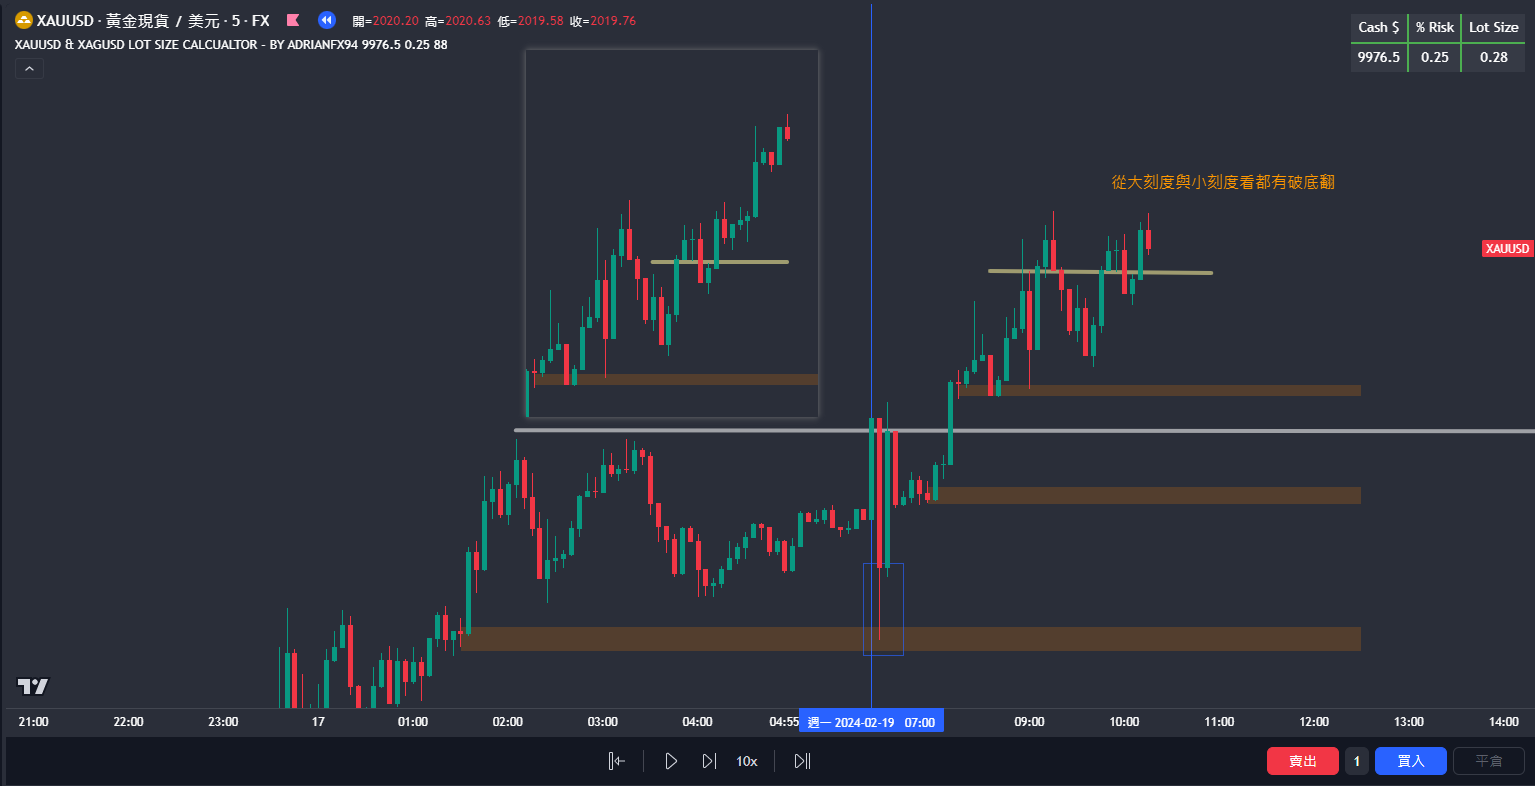 XAUUSD · 黃金現貨 / 美元 · 5 · FX 開=2020.20 高=2020.63 低=2019.58 收=2019.76
XAUUSD & XAGUSD LOT SIZE CALCUALTOR - BY ADRIANFX94 9976.5 0.25 88
Cash $ % Risk Lot Size
9976.5 0.25 0.28
從大刻度與小刻度看都有破底翻
XAUUSD
21:00 22:00 23:00 17 01:00 02:00 03:00 04:00 04:55 週一 2024-02-19 07:00 09:00 10:00 11:00 12:00 13:00 14:00
10x 賣出 1 買入 平倉